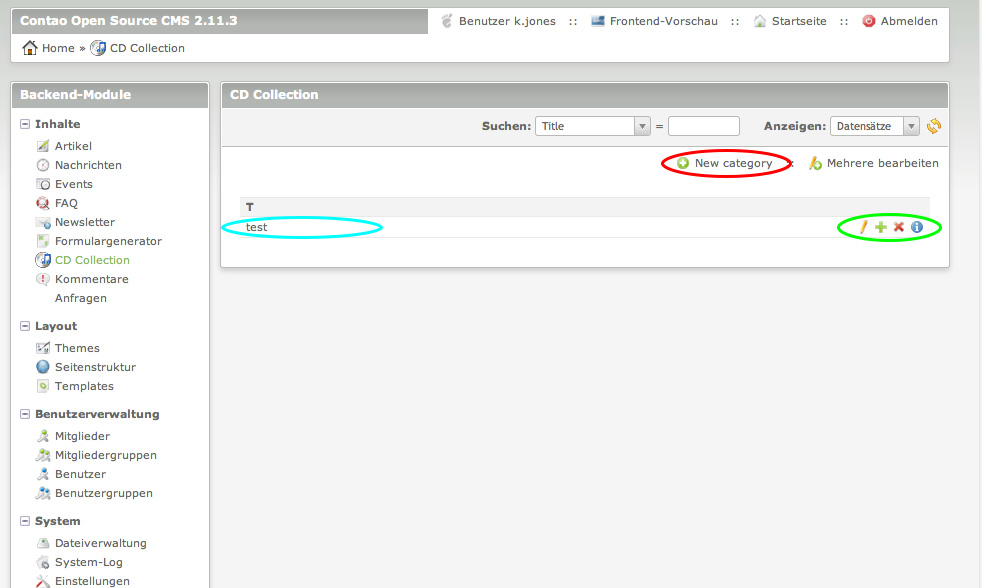 Contao Open Source CMS 2.11.3
Benutzer k.jones :: Frontend-Vorschau :: Startseite :: Abmelden
Home » CD Collection
Backend-Module
Inhalte
Artikel
Nachrichten
Events
FAQ
Newsletter
Formulargenerator
CD Collection
Kommentare
Anfragen
Layout
Themes
Seitenstruktur
Templates
Benutzerverwaltung
Mitglieder
Mitgliedergruppen
Benutzer
Benutzergruppen
System
Dateiverwaltung
System-Log
Einstellungen
CD Collection
Suchen: Title = Anzeigen: Datensätze
New category :: Mehrere bearbeiten
T
test